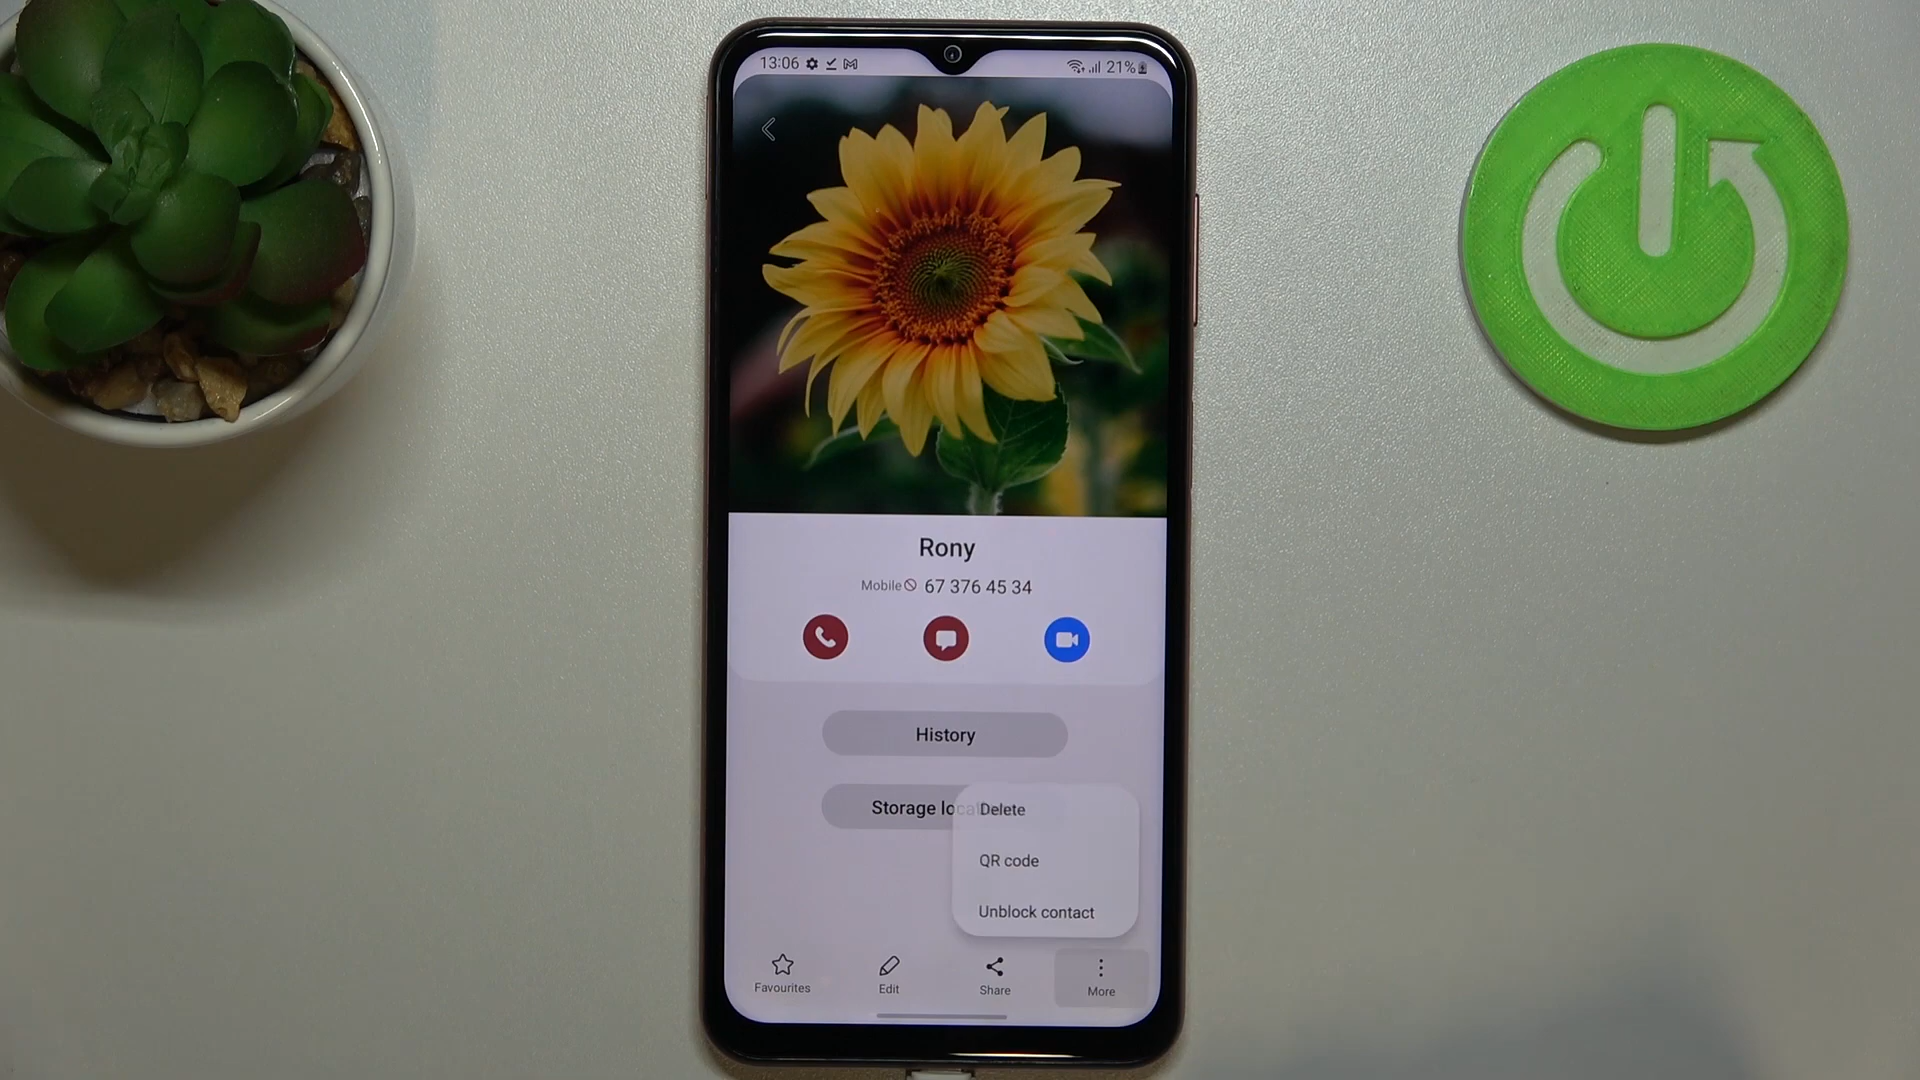 13:06
21%
Rony
Mobile 67 376 45 34
History
Storage loca
Delete
QR code
Unblock contact
Favourites
Edit
Share
More